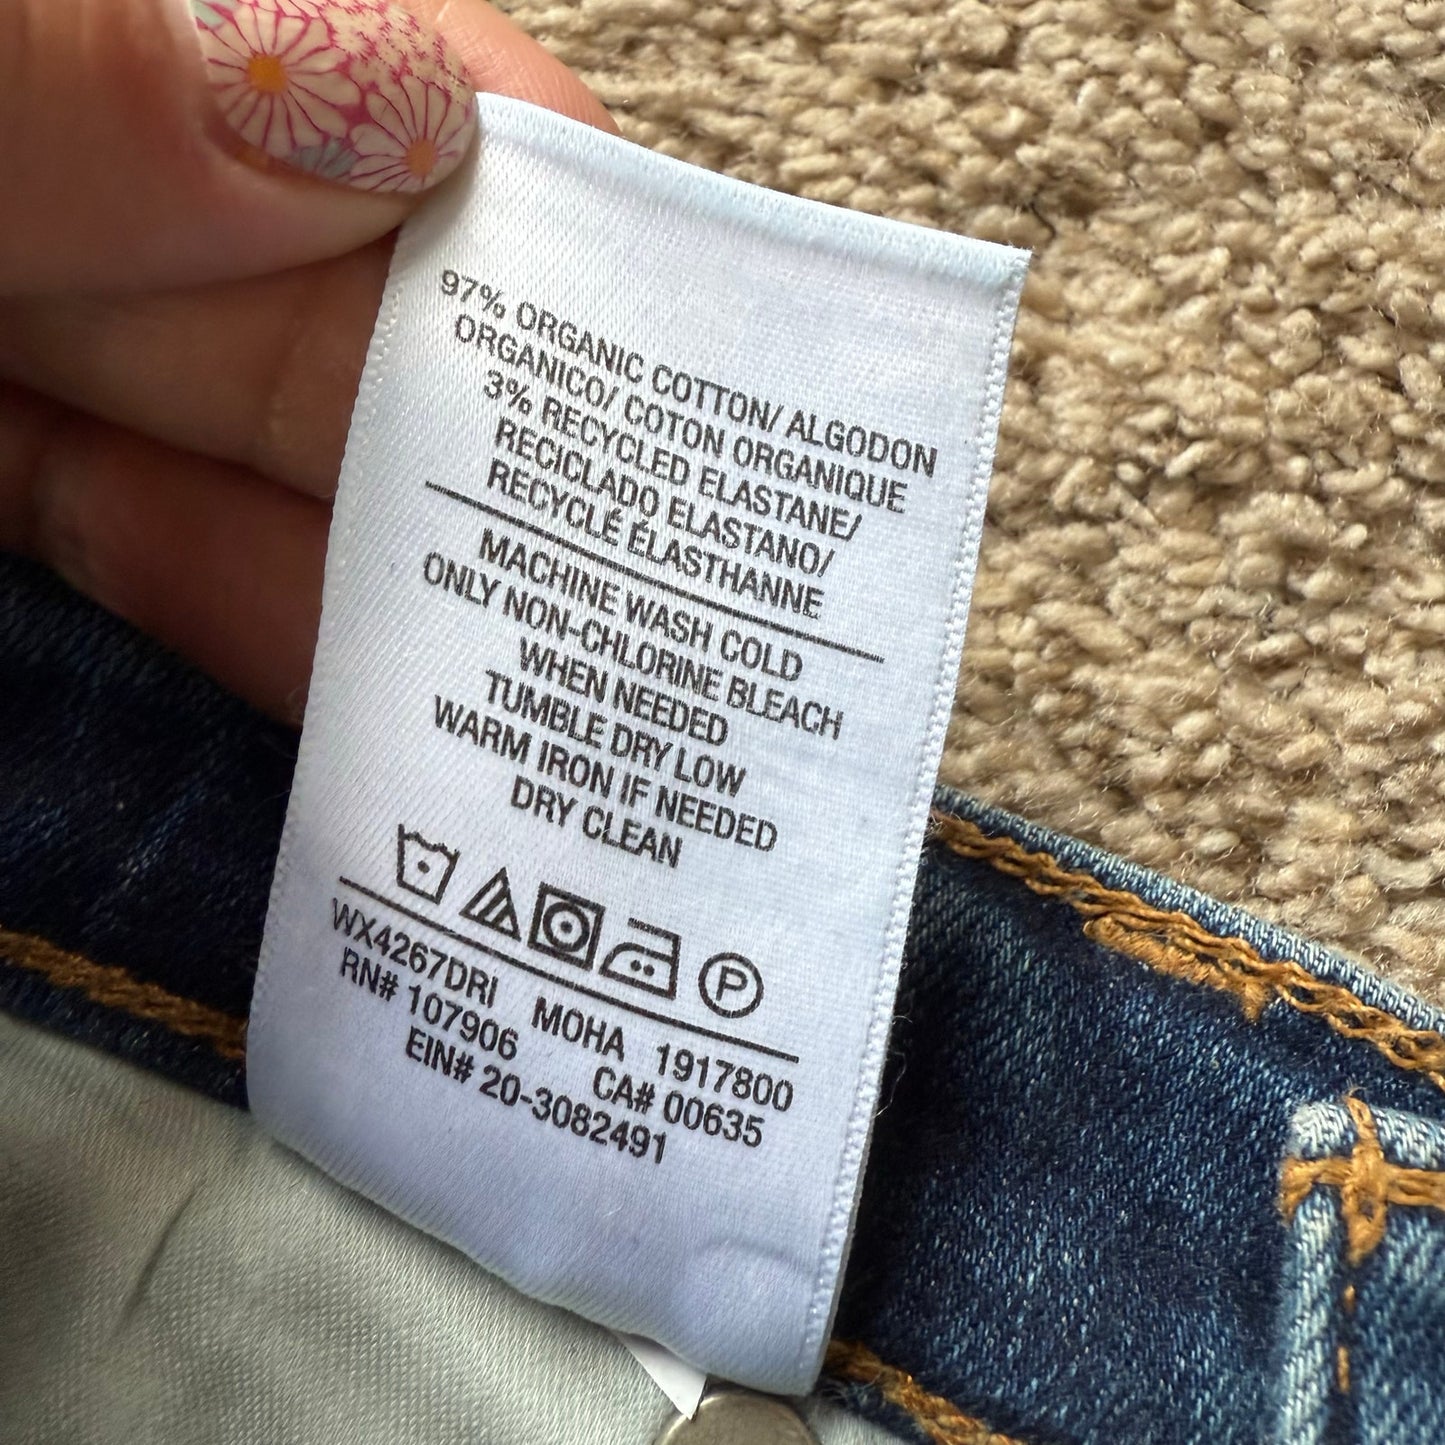 97% ORGANIC COTTON/ ALGODON
ORGANICO/ COTON ORGANIQUE
3% RECYCLED ELASTANE/
RECICLADO ELASTANO/
RECYCLÉ ÉLASTHANNE
MACHINE WASH COLD
ONLY NON-CHLORINE BLEACH
WHEN NEEDED
TUMBLE DRY LOW
WARM IRON IF NEEDED
DRY CLEAN
P
WX4267DRI MOHA 1917800
RN# 107906 CA# 00635
EIN# 20-3082491